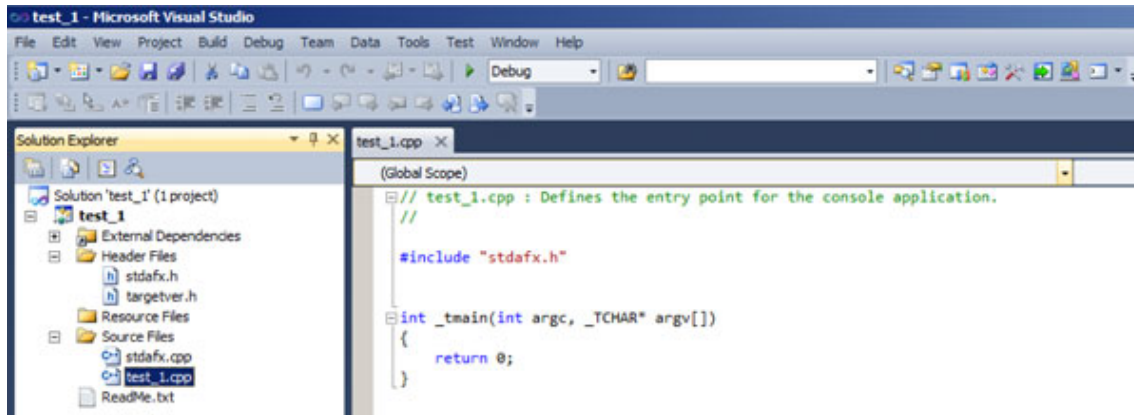 test_1 - Microsoft Visual Studio
File Edit View Project Build Debug Team Data Tools Test Window Help
Debug
Solution Explorer
test_1.cpp
(Global Scope)
Solution 'test_1' (1 project)
test_1
External Dependencies
Header Files
stdafx.h
targetver.h
Resource Files
Source Files
stdafx.cpp
test_1.cpp
ReadMe.txt
// test_1.cpp : Defines the entry point for the console application.
//
#include "stdafx.h"
int _tmain(int argc, _TCHAR* argv[])
{
return 0;
}